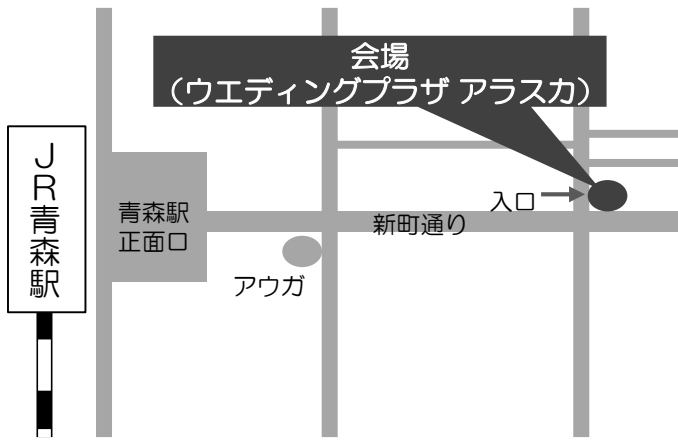 会場
（ウエディングプラザ アラスカ）
JR青森駅
青森駅
正面口
入口
新町通り
アウガ